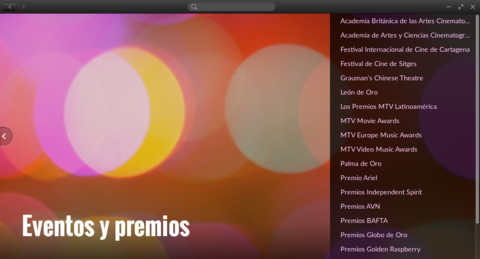 Academia Británica de las Artes Cinemato...
Academia de Artes y Ciencias Cinematogr...
Festival Internacional de Cine de Cartagena
Festival de Cine de Sitges
Grauman's Chinese Theatre
León de Oro
Los Premios MTV Latinoamérica
MTV Movie Awards
MTV Europe Music Awards
MTV Video Music Awards
Palma de Oro
Premio Ariel
Premios Independent Spirit
Premios AVN
Premios BAFTA
Premios Globo de Oro
Premios Golden Raspberry
Eventos y premios